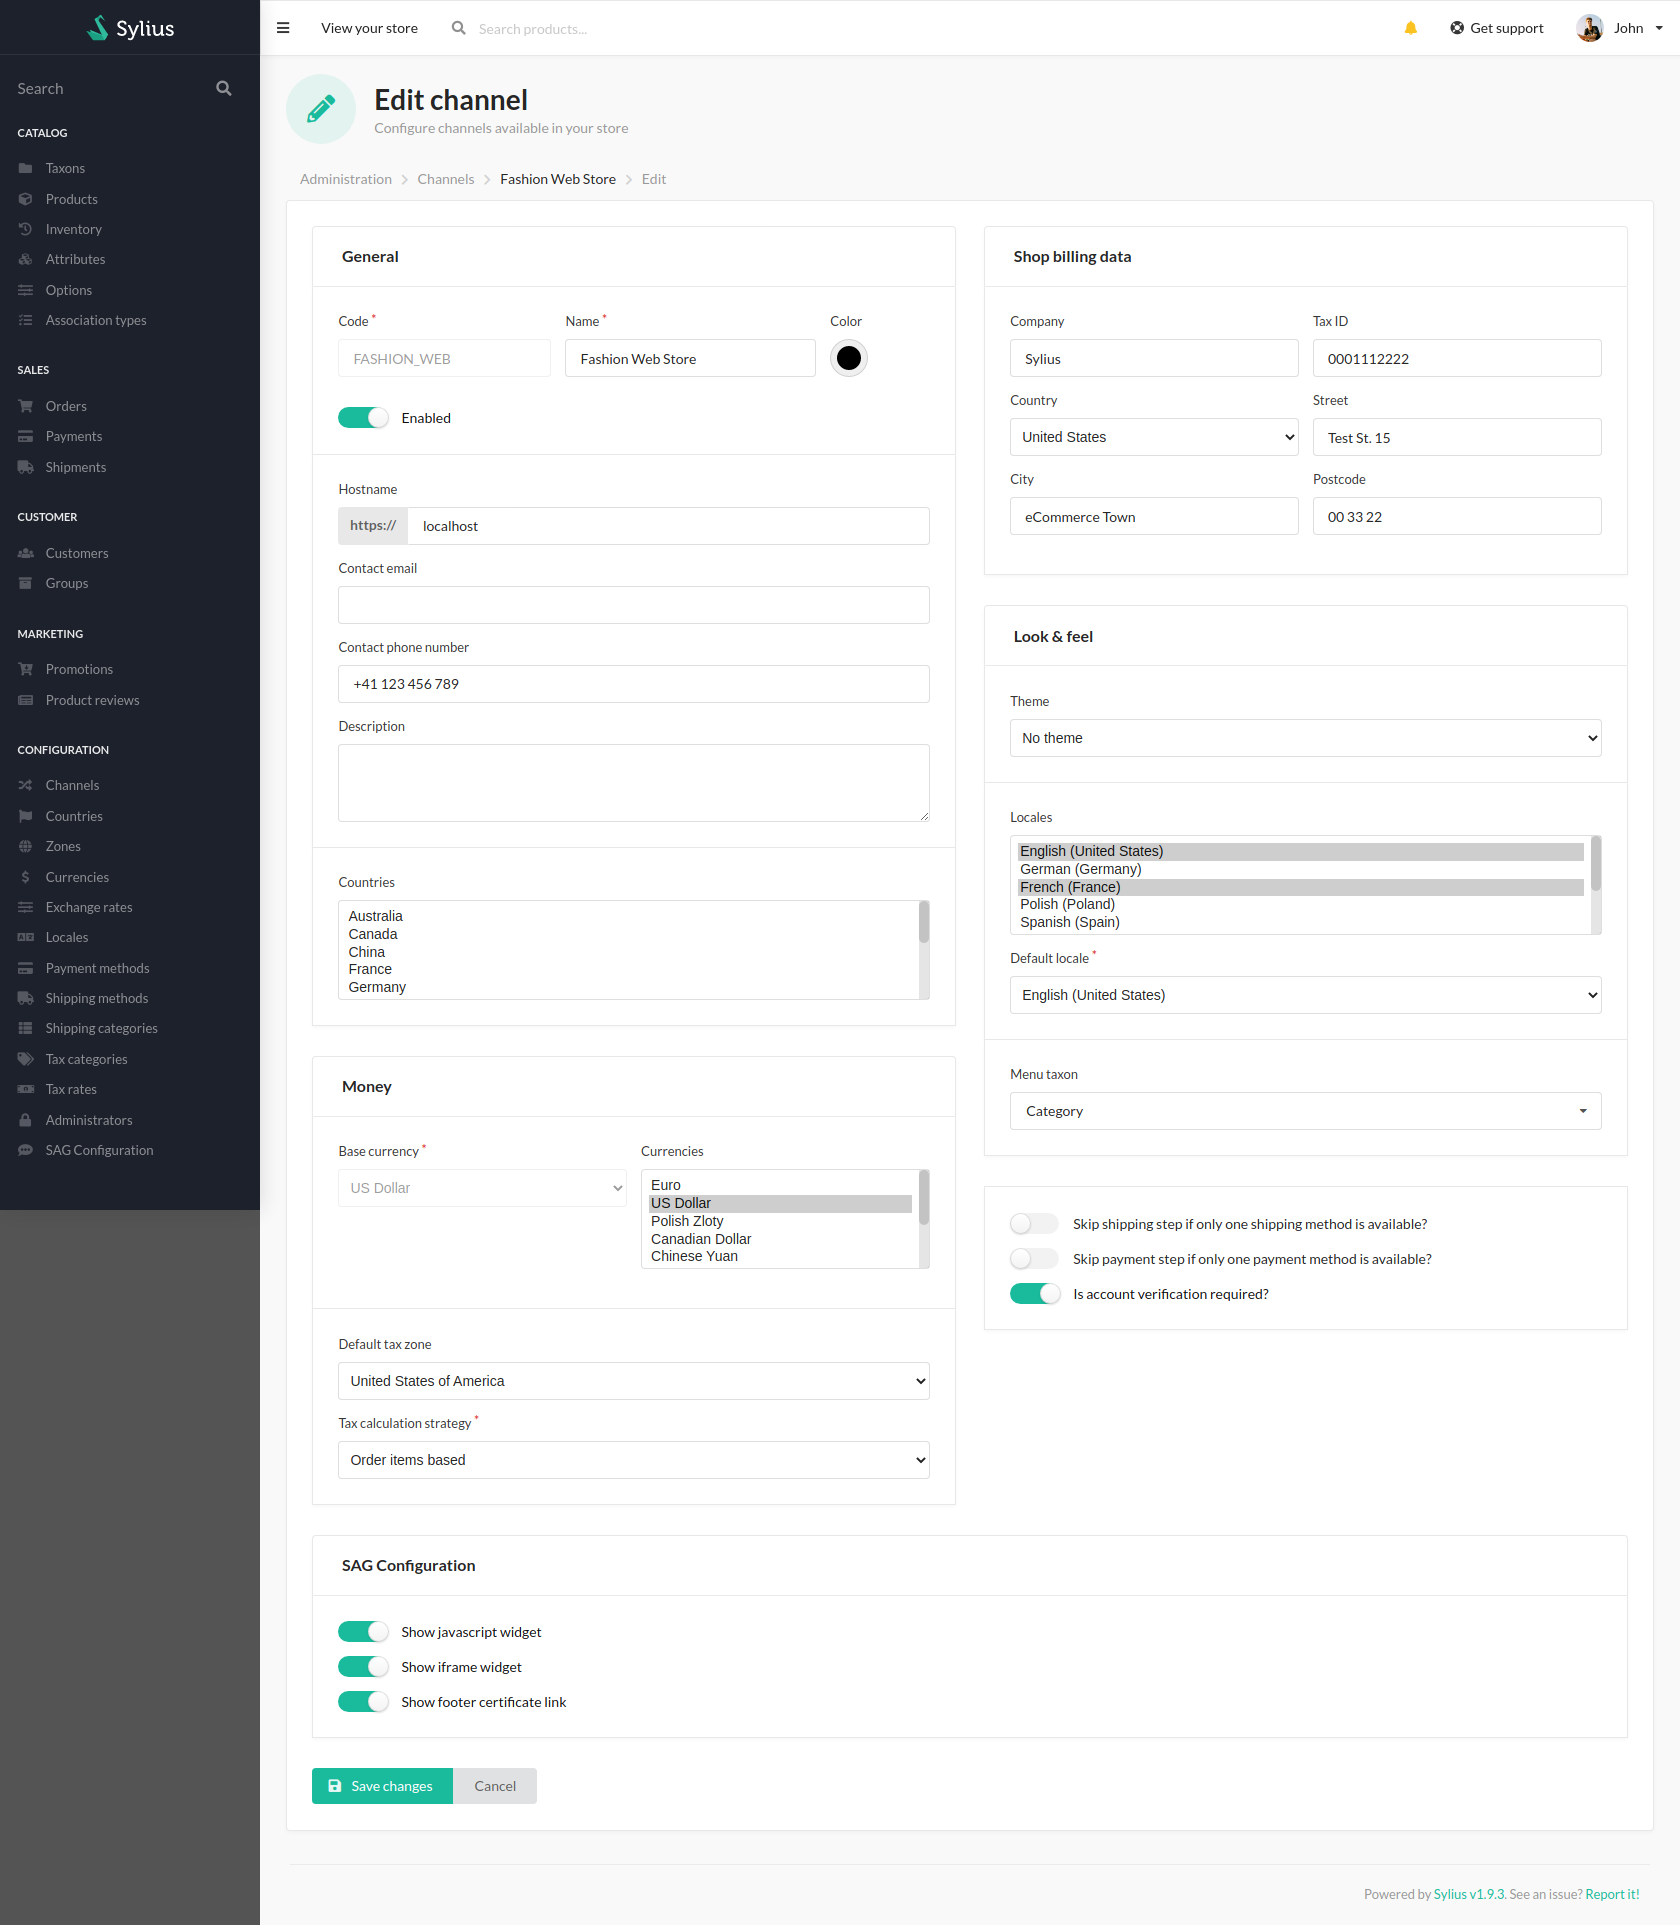 Sylius
View your store
Search products...
Get support
John
Search
CATALOG
Taxons
Products
Inventory
Attributes
Options
Association types
SALES
Orders
Payments
Shipments
CUSTOMER
Customers
Groups
MARKETING
Promotions
Product reviews
CONFIGURATION
Channels
Countries
Zones
Currencies
Exchange rates
Locales
Payment methods
Shipping methods
Shipping categories
Tax categories
Tax rates
Administrators
SAG Configuration
Edit channel
Configure channels available in your store
Administration > Channels > Fashion Web Store > Edit
General
Code *
Name *
Color
FASHION_WEB
Fashion Web Store
Enabled
Hostname
https:// localhost
Contact email
Contact phone number
+41 123 456 789
Description
Countries
Australia
Canada
China
France
Germany
Money
Base currency *
US Dollar
Currencies
Euro
US Dollar
Polish Zloty
Canadian Dollar
Chinese Yuan
Default tax zone
United States of America
Tax calculation strategy *
Order items based
Shop billing data
Company
Tax ID
Sylius
0001112222
Country
Street
United States
Test St. 15
City
Postcode
eCommerce Town
00 33 22
Look & feel
Theme
No theme
Locales
English (United States)
German (Germany)
French (France)
Polish (Poland)
Spanish (Spain)
Default locale *
English (United States)
Menu taxon
Category
Skip shipping step if only one shipping method is available?
Skip payment step if only one payment method is available?
Is account verification required?
SAG Configuration
Show javascript widget
Show iframe widget
Show footer certificate link
Save changes
Cancel
Powered by Sylius v1.9.3. See an issue? Report it!